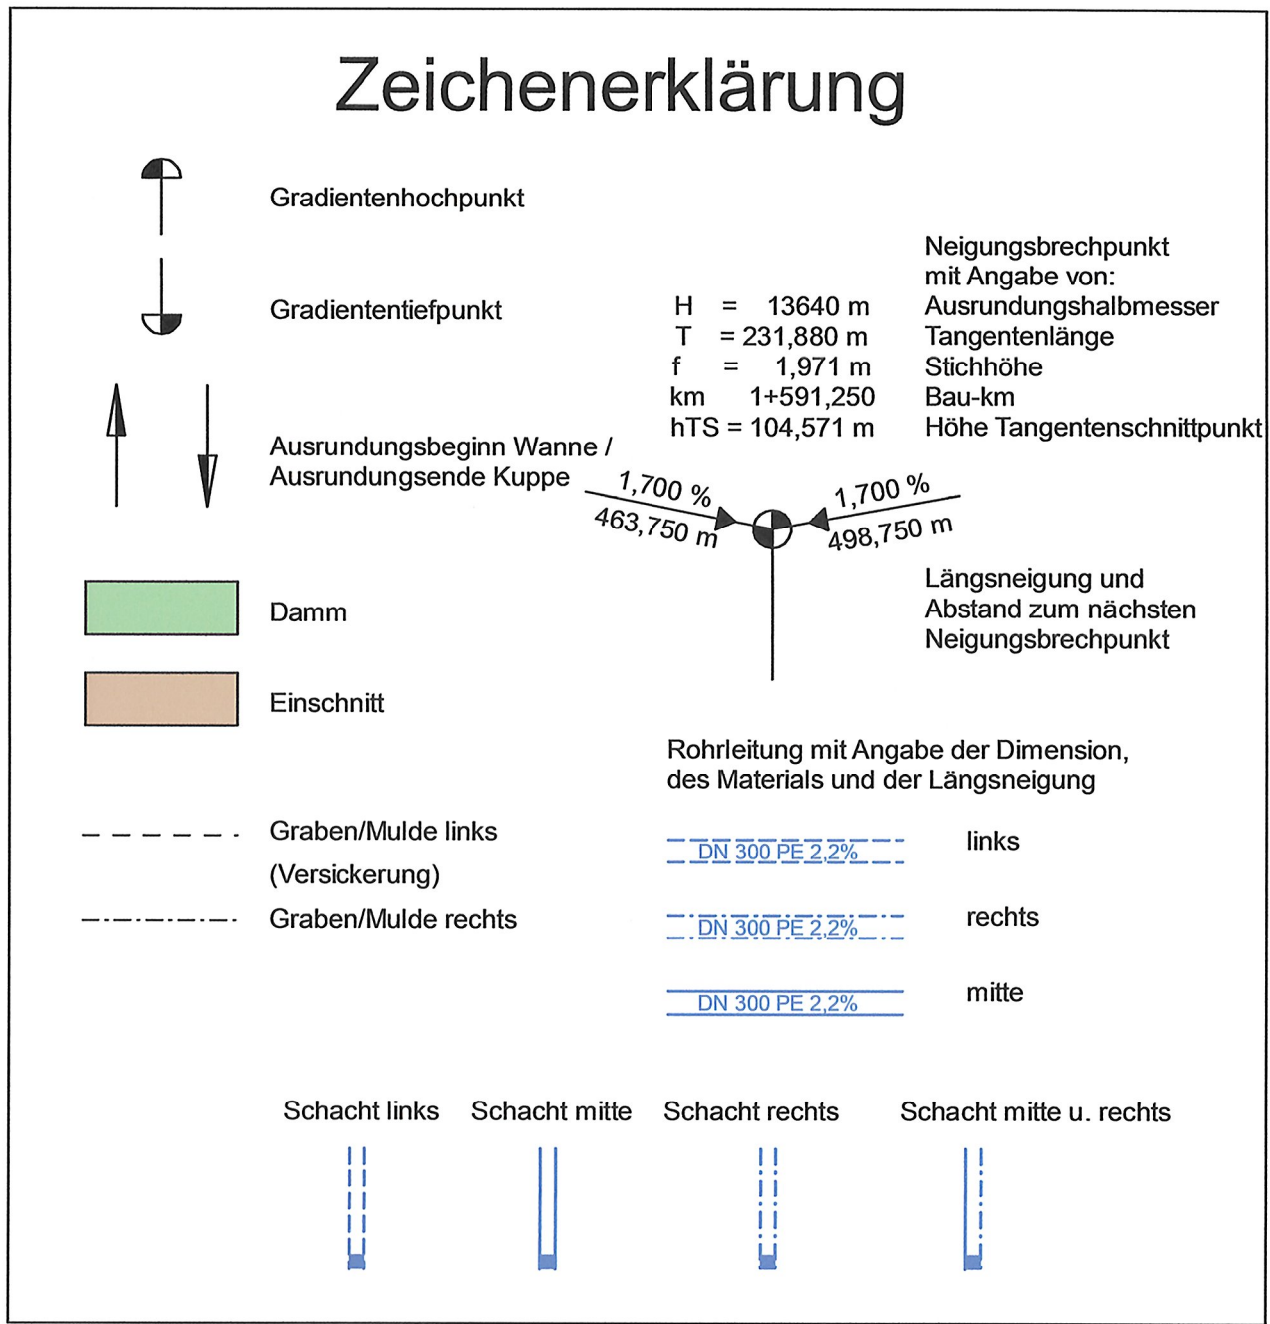 Zeichenerklärung
Gradientenhochpunkt
Gradiententiefpunkt
Ausrundungsbeginn Wanne /
Ausrundungsende Kuppe
Damm
Einschnitt
Graben/Mulde links
(Versickerung)
Graben/Mulde rechts
Neigungsbrechpunkt
mit Angabe von:
H = 13640 m Ausrundungshalbmesser
T = 231,880 m Tangentenlänge
f = 1,971 m Stichhöhe
km 1+591,250 Bau-km
hTS = 104,571 m Höhe Tangentenschnittpunkt
1,700 %
463,750 m
1,700 %
498,750 m
Längsneigung und
Abstand zum nächsten
Neigungsbrechpunkt
Rohrleitung mit Angabe der Dimension,
des Materials und der Längsneigung
DN 300 PE 2,2% links
DN 300 PE 2,2% rechts
DN 300 PE 2,2% mitte
Schacht links Schacht mitte Schacht rechts Schacht mitte u. rechts